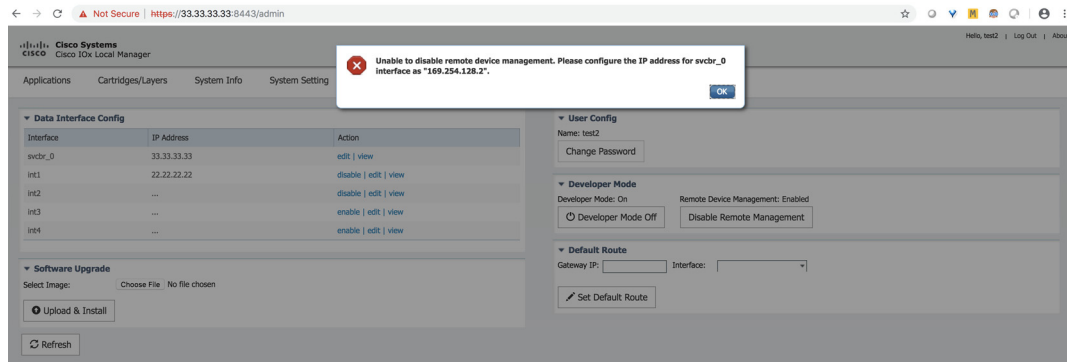 Not Secure | https://33.33.33.33:8443/admin
Hello, test2 | Log Out | Abou
Cisco Systems
CISCO Cisco IOx Local Manager
Unable to disable remote device management. Please configure the IP address for svcbr_0
interface as "169.254.128.2".
OK
Applications Cartridges/Layers System Info System Setting
Data Interface Config
Interface IP Address Action
svcbr_0 33.33.33.33 edit | view
int1 22.22.22.22 disable | edit | view
int2 ... disable | edit | view
int3 ... enable | edit | view
int4 ... enable | edit | view
Software Upgrade
Select Image: Choose File No file chosen
Upload & Install
Refresh
User Config
Name: test2
Change Password
Developer Mode
Developer Mode: On Remote Device Management: Enabled
Developer Mode Off Disable Remote Management
Default Route
Gateway IP: Interface:
Set Default Route